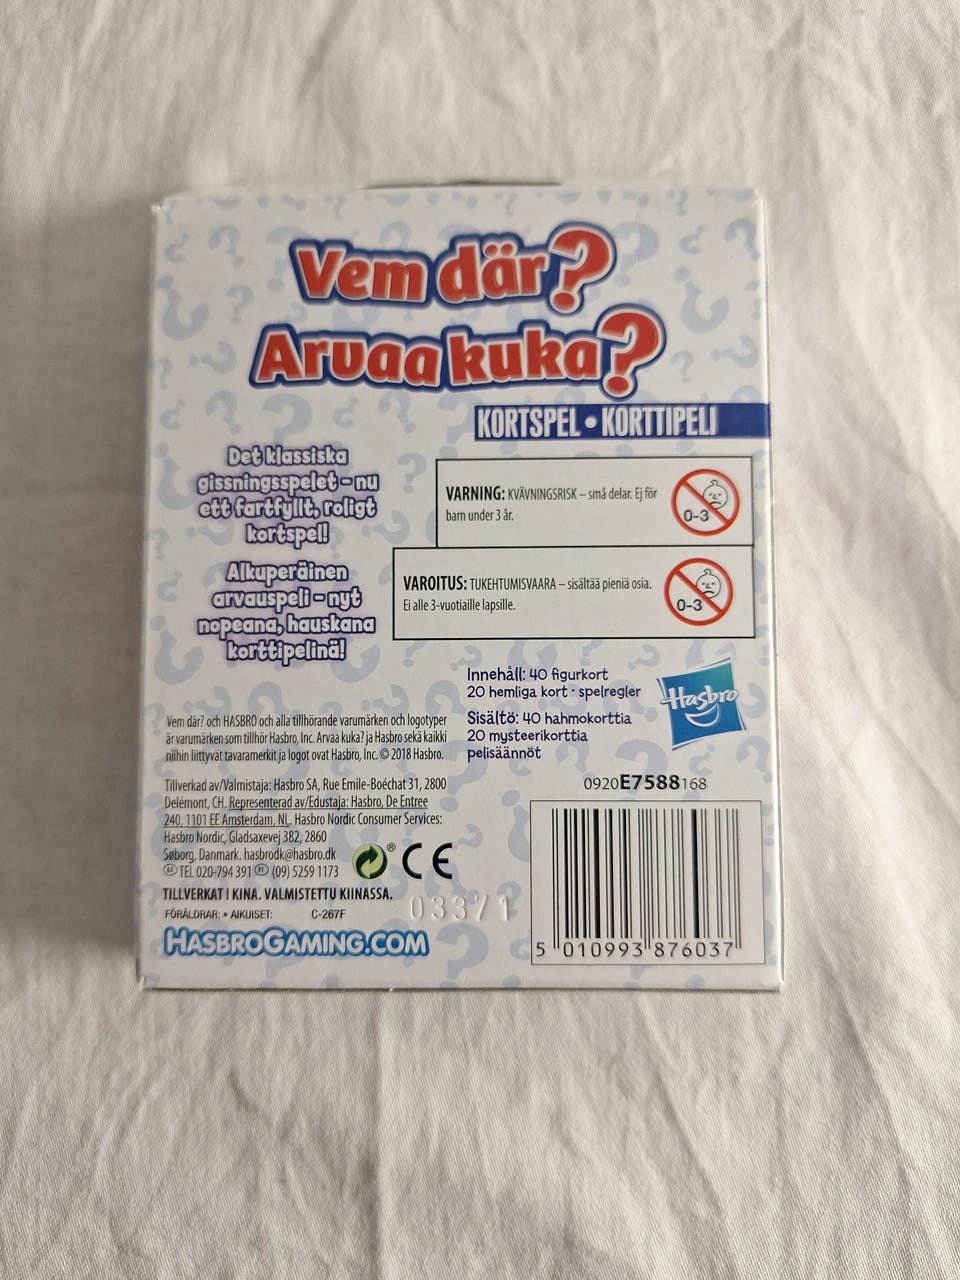 Vem där?
Arvaa kuka?
KORTSPEL • KORTTIPELI
Det klassiska
gissningsspelet - nu
ett fartfyllt, roligt
kortspel!
Alkuperäinen
arvauspeli - nyt
nopeana, hauskana
korttipelinä!
VARNING: KVÄVNINGSRISK – små delar. Ej för
barn under 3 år.
0-3
VAROITUS: TUKEHTUMISVAARA – sisältää pieniä osia.
Ei alle 3-vuotiaille lapsille.
0-3
Innehåll: 40 figurkort
20 hemliga kort · spelregler
Sisältö: 40 hahmokorttia
20 mysteerikorttia
pelisäännöt
Hasbro
Vem där? och HASBRO och alla tillhörande varumärken och logotyper
är varumärken som tillhör Hasbro, Inc. Arvaa kuka? ja Hasbro sekä kaikki
niihin liittyvät tavaramerkit ja logot ovat Hasbro, Inc. © 2018 Hasbro.
Tillverkad av/Valmistaja: Hasbro SA, Rue Emile-Boéchat 31, 2800
Delémont, CH. Representerad av/Edustaja: Hasbro, De Entree
240, 1101 EE Amsterdam, NL. Hasbro Nordic Consumer Services:
Hasbro Nordic, Gladsaxevej 382, 2860
Søborg, Danmark. hasbrodk@hasbro.dk
SE TEL 020-794 391 FI (09) 5259 1173
® CE
TILLVERKAT I KINA. VALMISTETTU KIINASSA.
FÖRÄLDRAR: • AIKUISET: C-267F
03371
HASBROGAMING.COM
0920E7588168
5 010993 876037